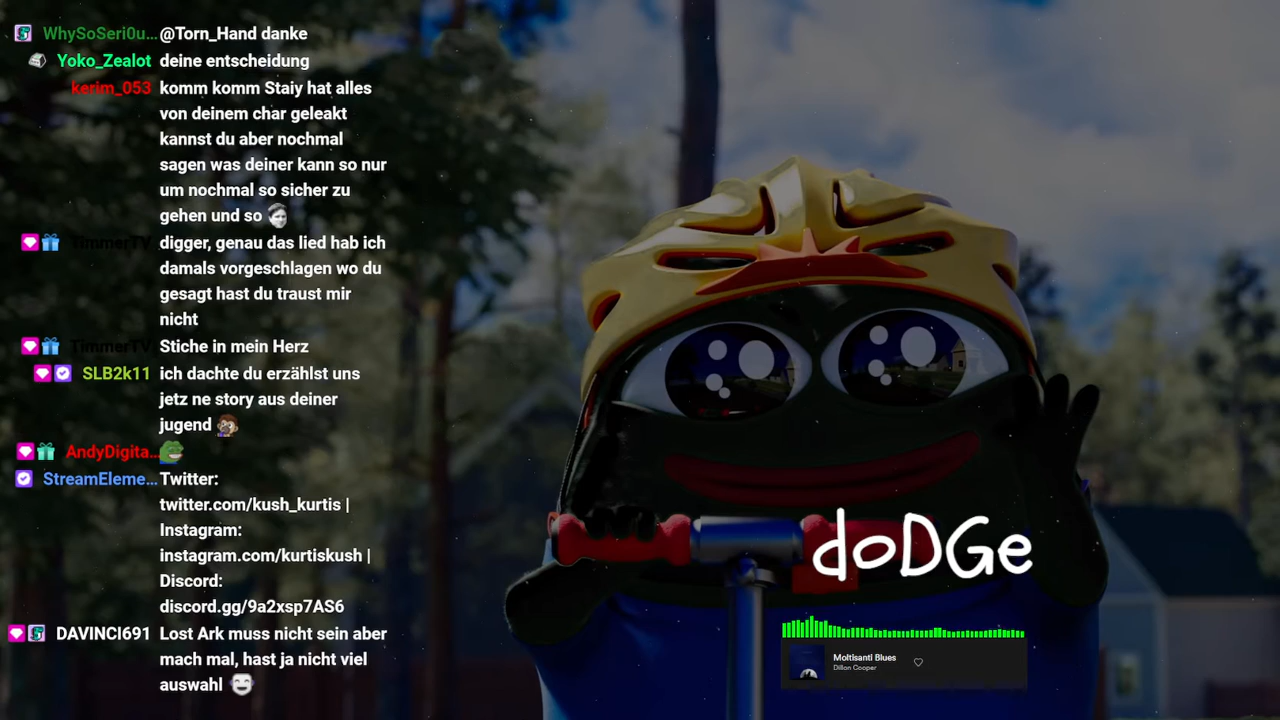 WhySoSeri0u... @Torn_Hand danke
Yoko_Zealot deine entscheidung
kerim_053 komm komm Staiy hat alles
von deinem char geleakt
kannst du aber nochmal
sagen was deiner kann so nur
um nochmal so sicher zu
gehen und so
TimmerTV digger, genau das lied hab ich
damals vorgeschlagen wo du
gesagt hast du traust mir
nicht
TimmerTV Stiche in mein Herz
SLB2k11 ich dachte du erzählst uns
jetz ne story aus deiner
jugend
AndyDigita...
StreamEleme... Twitter:
twitter.com/kush_kurtis |
Instagram:
instagram.com/kurtiskush |
Discord:
discord.gg/9a2xsp7AS6
DAVINCI691 Lost Ark muss nicht sein aber
mach mal, hast ja nicht viel
auswahl
doDGe
Moltisanti Blues
Dillon Cooper